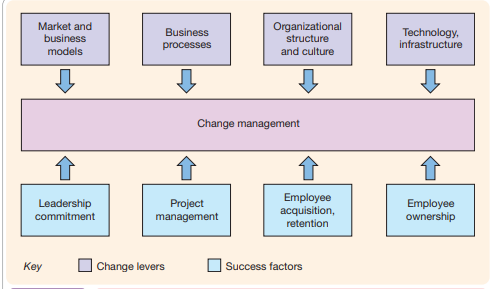 Market and
business
models
Business
processes
Organizational
structure
and culture
Technology,
infrastructure
Change management
Leadership
commitment
Project
management
Employee
acquisition,
retention
Employee
ownership
Key
Change levers
Success factors